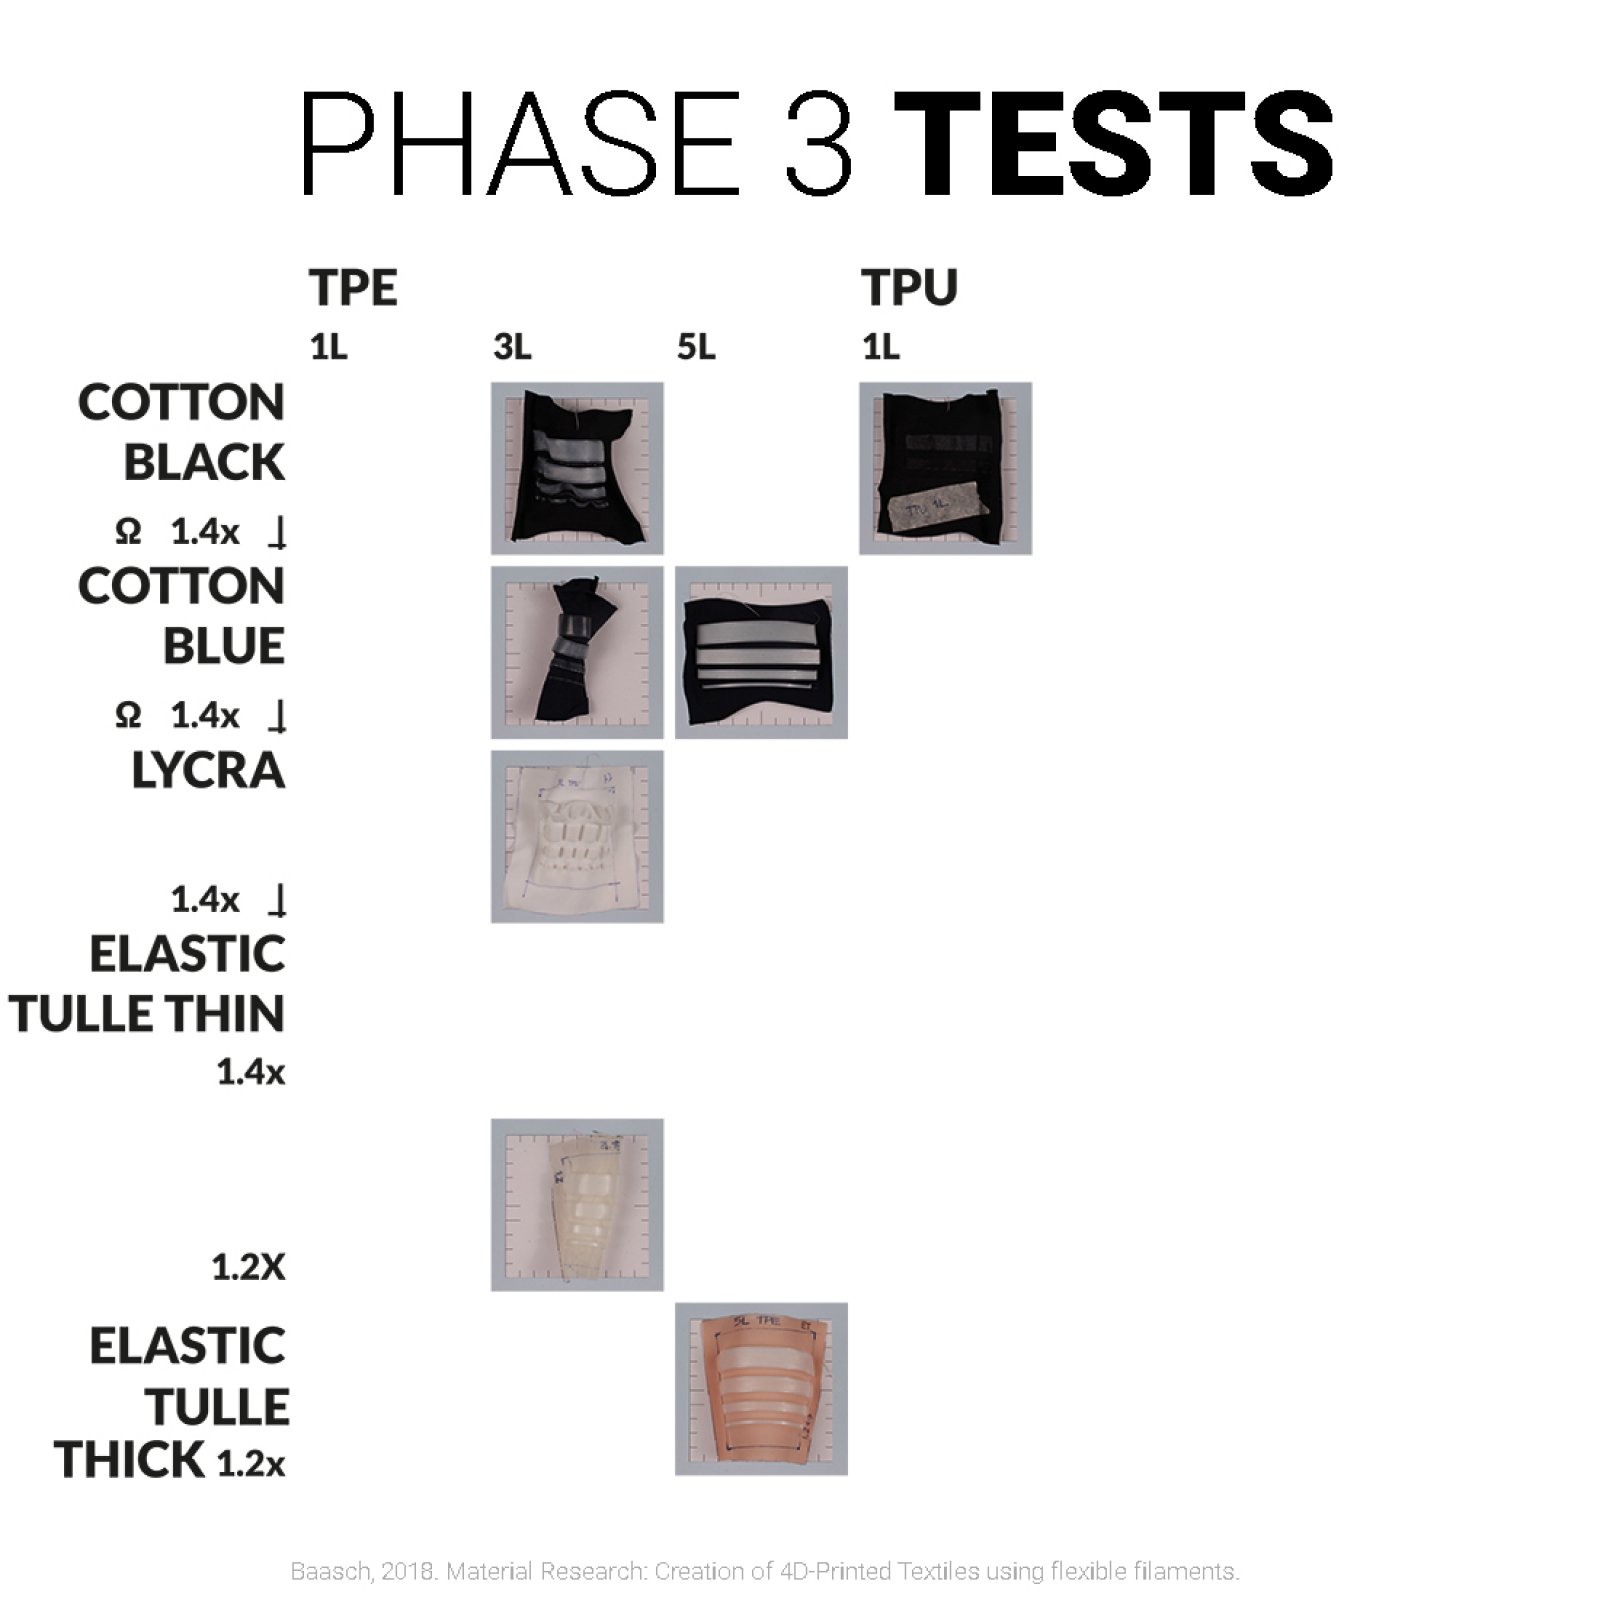 PHASE 3 TESTS
TPE TPU
1L 3L 5L 1L
COTTON
BLACK
Ω 1.4x
TPU 1L
COTTON
BLUE
Ω 1.4x
LYCRA
1.4x
ELASTIC
TULLE THIN
1.4x
1.2X
5L TPE ET
ELASTIC
TULLE
THICK 1.2x
Baasch, 2018. Material Research: Creation of 4D-Printed Textiles using flexible filaments.